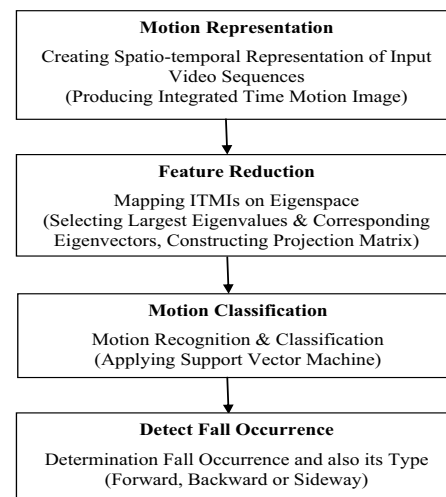 Motion Representation
Creating Spatio-temporal Representation of Input
Video Sequences
(Producing Integrated Time Motion Image)
Feature Reduction
Mapping ITMIs on Eigenspace
(Selecting Largest Eigenvalues & Corresponding
Eigenvectors, Constructing Projection Matrix)
Motion Classification
Motion Recognition & Classification
(Applying Support Vector Machine)
Detect Fall Occurrence
Determination Fall Occurrence and also its Type
(Forward, Backward or Sideway)